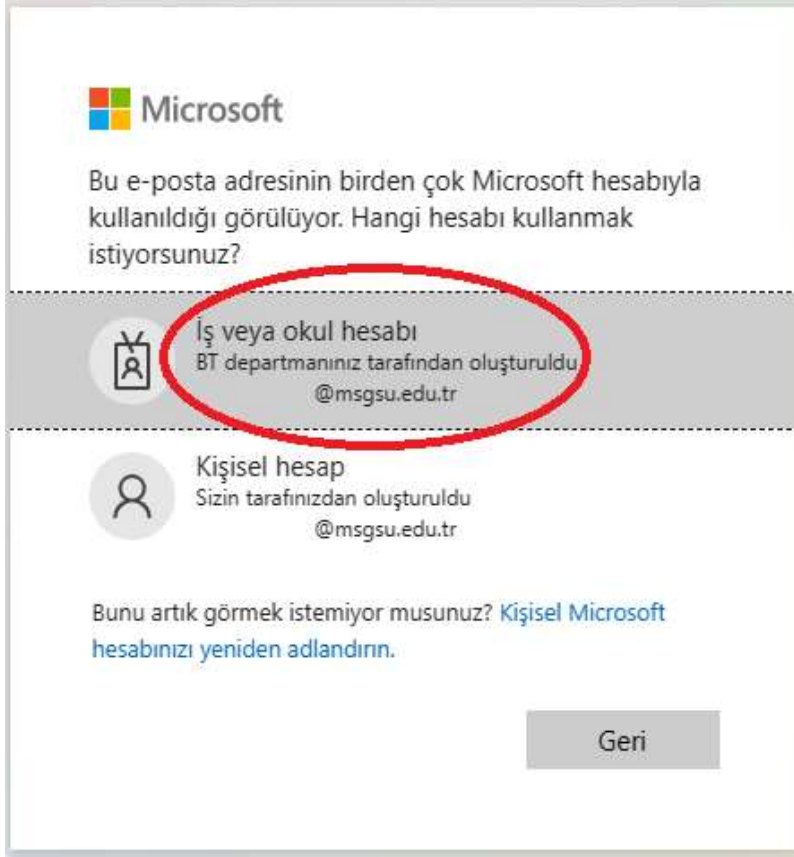 Microsoft
Bu e-posta adresinin birden çok Microsoft hesabıyla
kullanıldığı görülüyor. Hangi hesabı kullanmak
istiyorsunuz?
İş veya okul hesabı
BT departmanınız tarafından oluşturuldu
@msgsu.edu.tr
Kişisel hesap
Sizin tarafınızdan oluşturuldu
@msgsu.edu.tr
Bunu artık görmek istemiyor musunuz? Kişisel Microsoft
hesabınızı yeniden adlandırın.
Geri